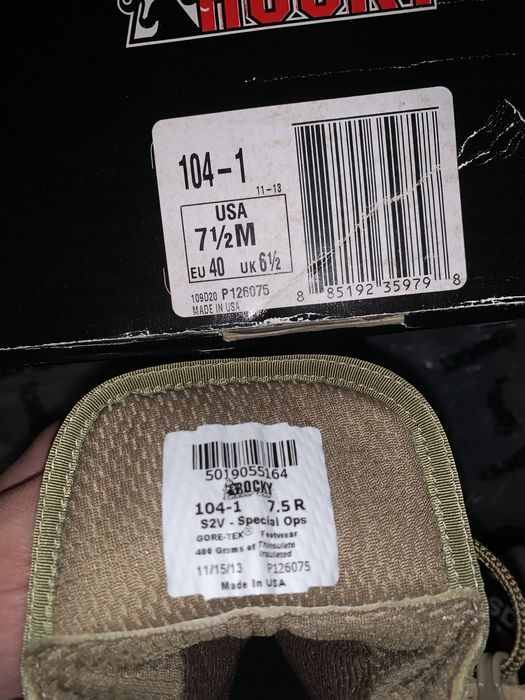 ROCKY
104-1
11-13
USA
7½M
EU 40 UK 6½
109D20 P126075
MADE IN USA
8 85192 35979 8
5019055164
ROCKY
104-1 7.5 R
S2V - Special Ops
GORE-TEX® Footwear
400 Grams of Thinsulate
Insulated
11/15/13 P126075
Made In USA